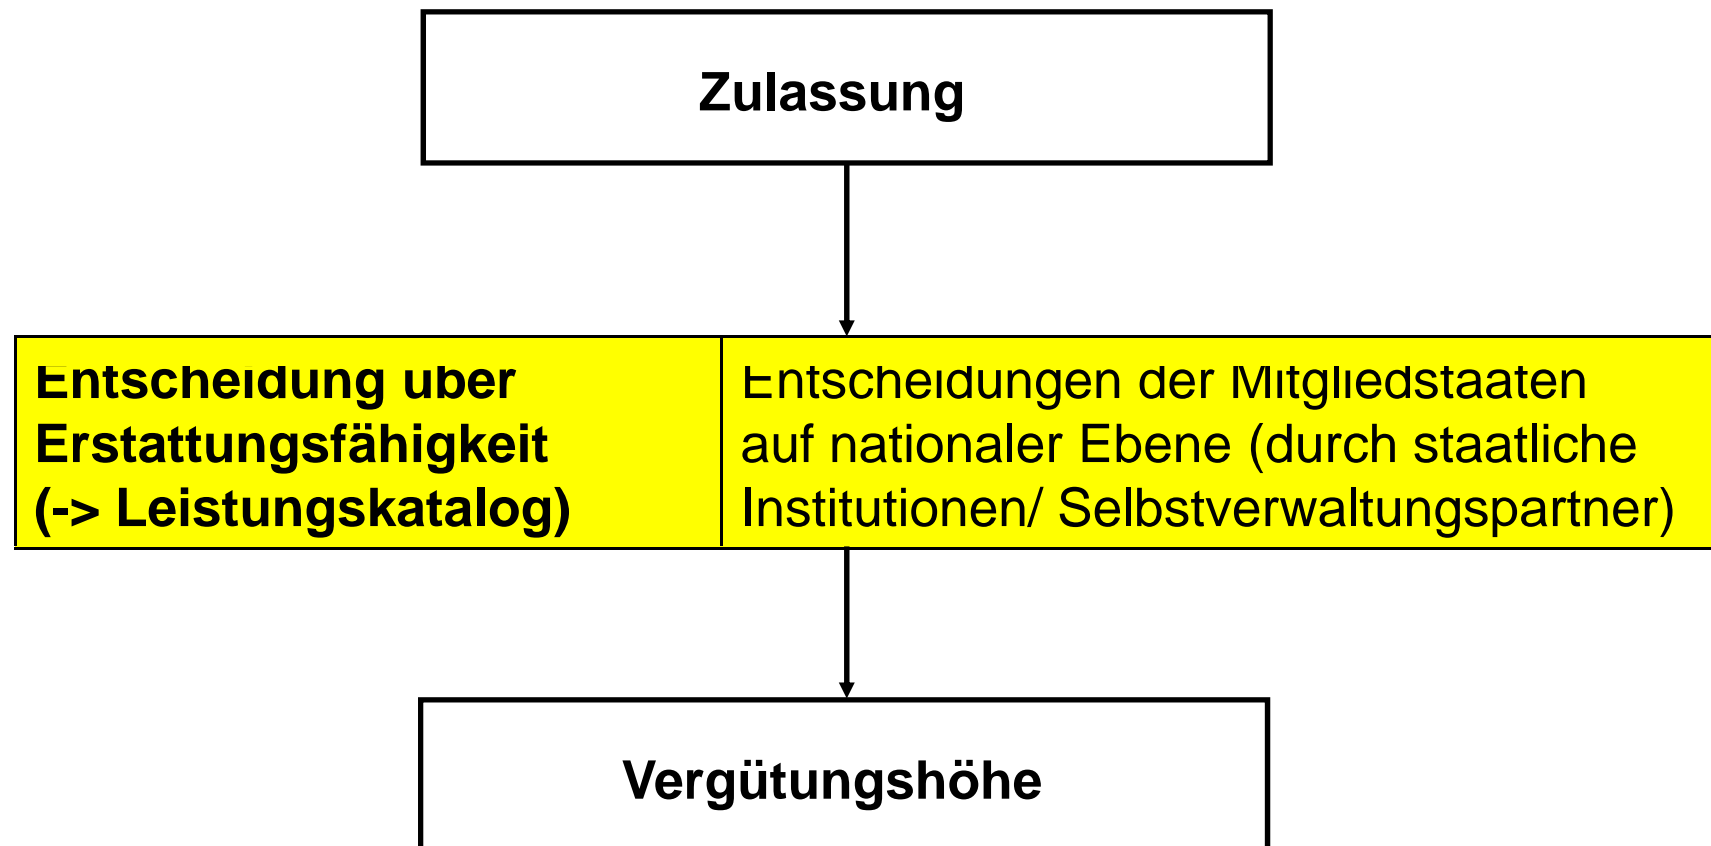 Zulassung
Entscheidung über
Erstattungsfähigkeit
(-> Leistungskatalog)
Entscheidungen der Mitgliedstaaten
auf nationaler Ebene (durch staatliche
Institutionen/ Selbstverwaltungspartner)
Vergütungshöhe